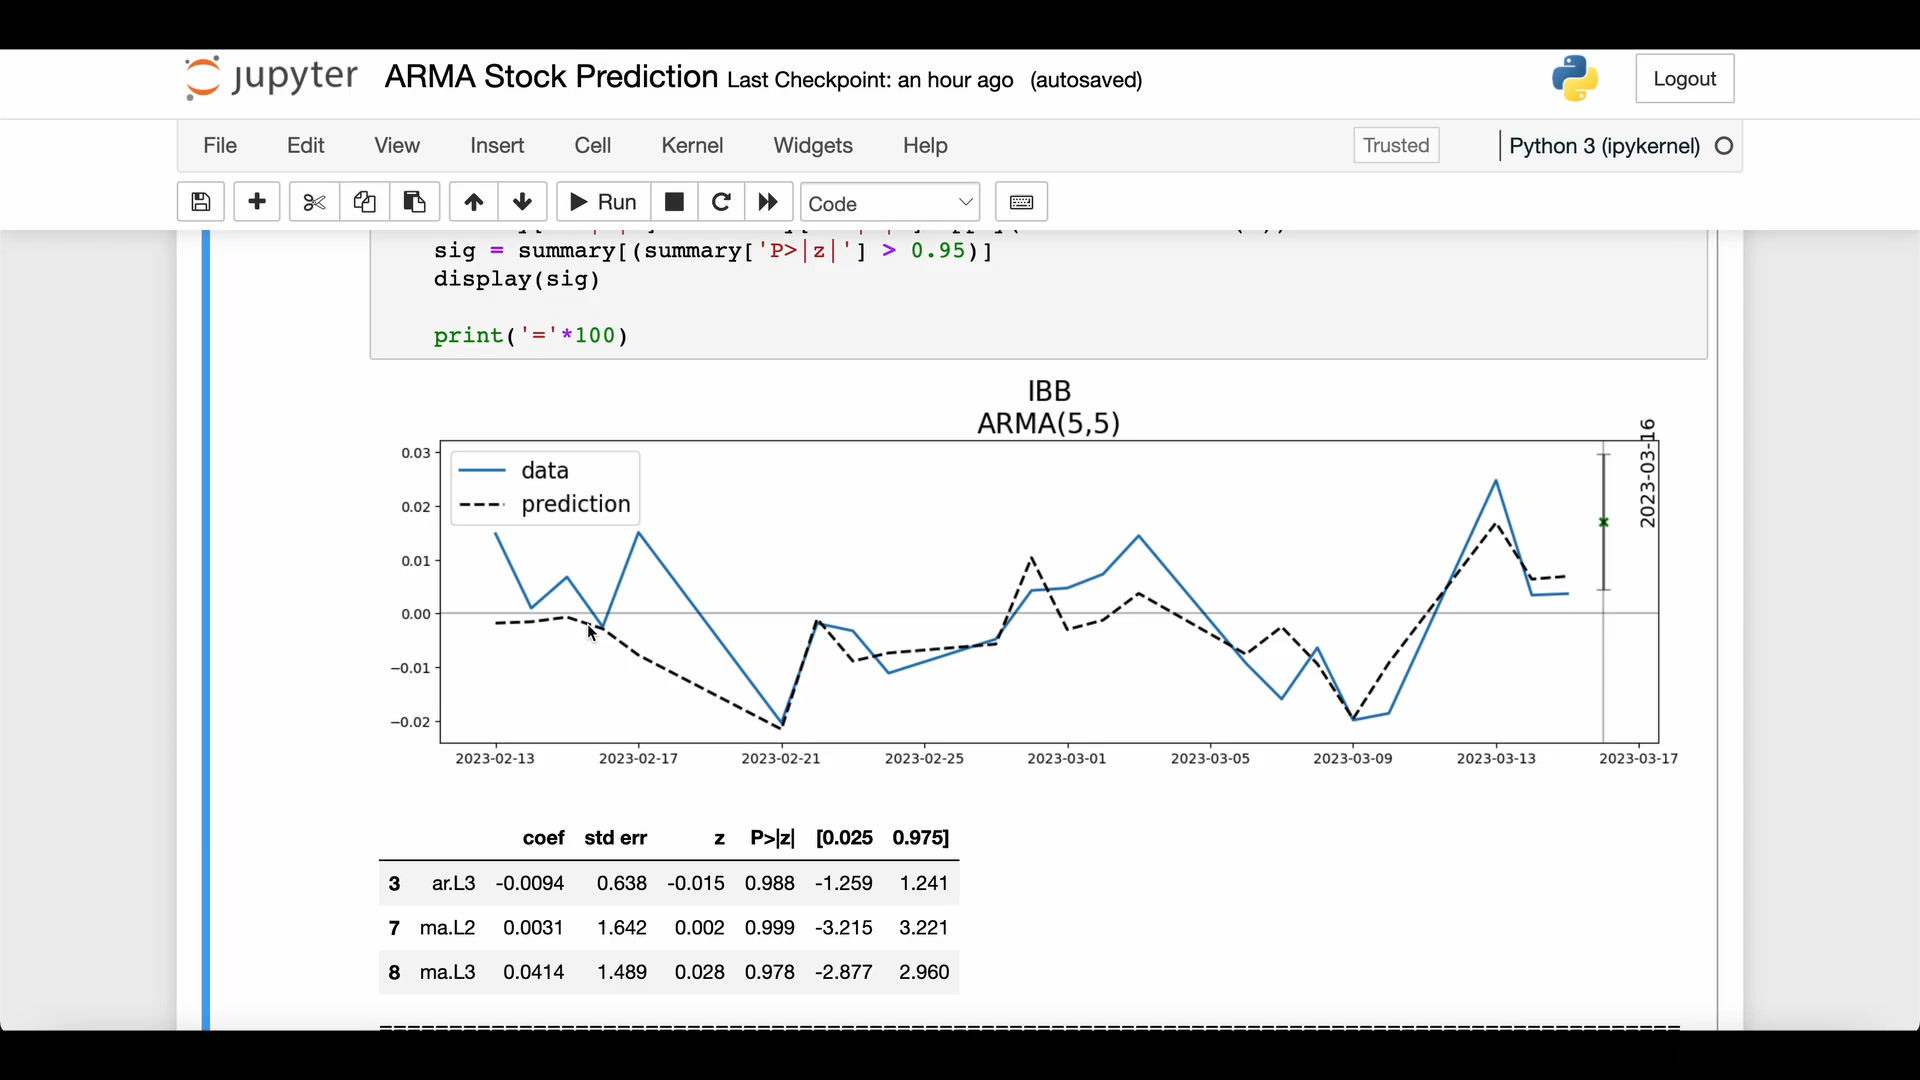 jupyter ARMA Stock Prediction Last Checkpoint: an hour ago (autosaved) Logout
File Edit View Insert Cell Kernel Widgets Help Trusted Python 3 (ipykernel)
Run Code
sig = summary[(summary['P>|z|'] > 0.95)]
display(sig)
print('='*100)
IBB
ARMA(5,5)
data
prediction
0.03
0.02
0.01
0.00
−0.01
−0.02
2023-03-16
2023-02-13 2023-02-17 2023-02-21 2023-02-25 2023-03-01 2023-03-05 2023-03-09 2023-03-13 2023-03-17
coef std err z P>|z| [0.025 0.975]
3 ar.L3 -0.0094 0.638 -0.015 0.988 -1.259 1.241
7 ma.L2 0.0031 1.642 0.002 0.999 -3.215 3.221
8 ma.L3 0.0414 1.489 0.028 0.978 -2.877 2.960
====================================================================================================